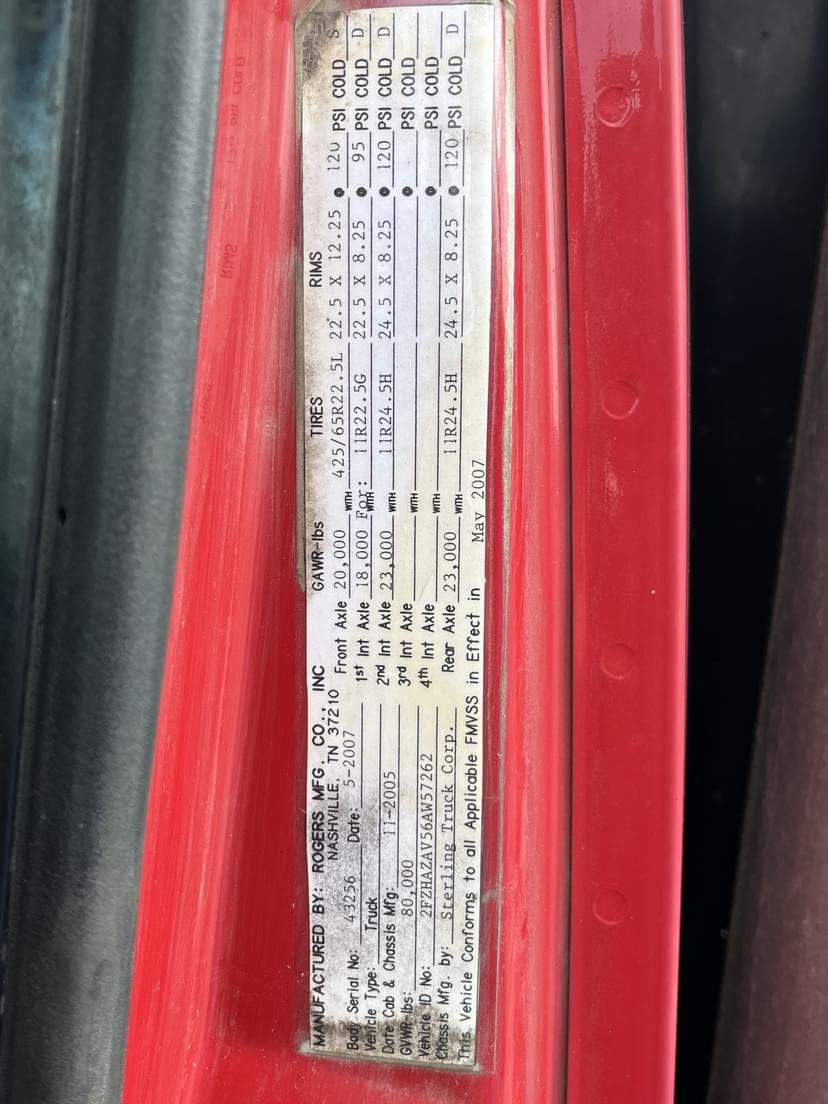 MANUFACTURED BY: ROGERS MFG. CO., INC
NASHVILLE, TN 37210
Body Serial No: 43256 Date: 5-2007
Vehicle Type: Truck
Date Cab & Chassis Mfg: 11-2005
GVWR-lbs: 80,000
Vehicle ID No: 2FZHAZAV56AW57262
Chassis Mfg. by: Sterling Truck Corp.
GAWR-lbs TIRES RIMS
Front Axle 20,000 WITH 425/65R22.5L 22.5 X 12.25 • 120 PSI COLD S
1st Int Axle 18,000 For: WITH 11R22.5G 22.5 X 8.25 • 95 PSI COLD D
2nd Int Axle 23,000 WITH 11R24.5H 24.5 X 8.25 • 120 PSI COLD D
3rd Int Axle WITH • PSI COLD
4th Int Axle WITH • PSI COLD
Rear Axle 23,000 WITH 11R24.5H 24.5 X 8.25 • 120 PSI COLD D
This Vehicle Conforms to all Applicable FMVSS in Effect in May 2007
RIMS